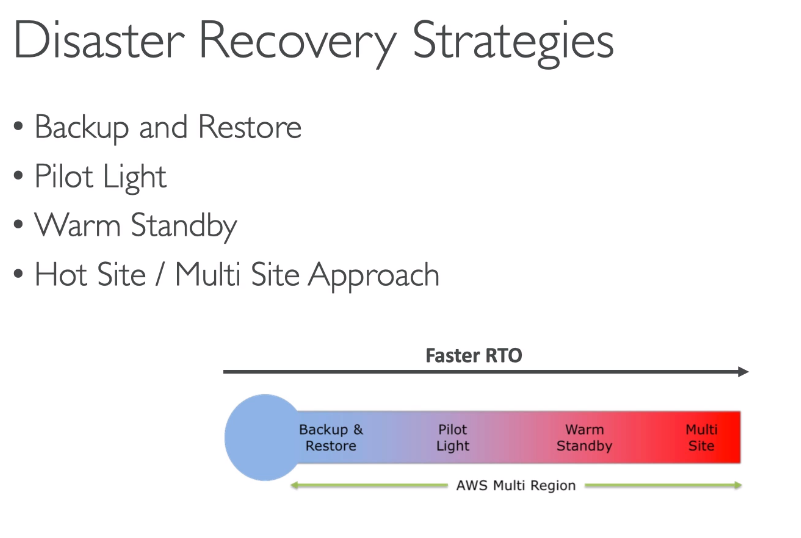 Disaster Recovery Strategies
• Backup and Restore
• Pilot Light
• Warm Standby
• Hot Site / Multi Site Approach
Faster RTO
Backup &
Restore
Pilot
Light
Warm
Standby
Multi
Site
AWS Multi Region